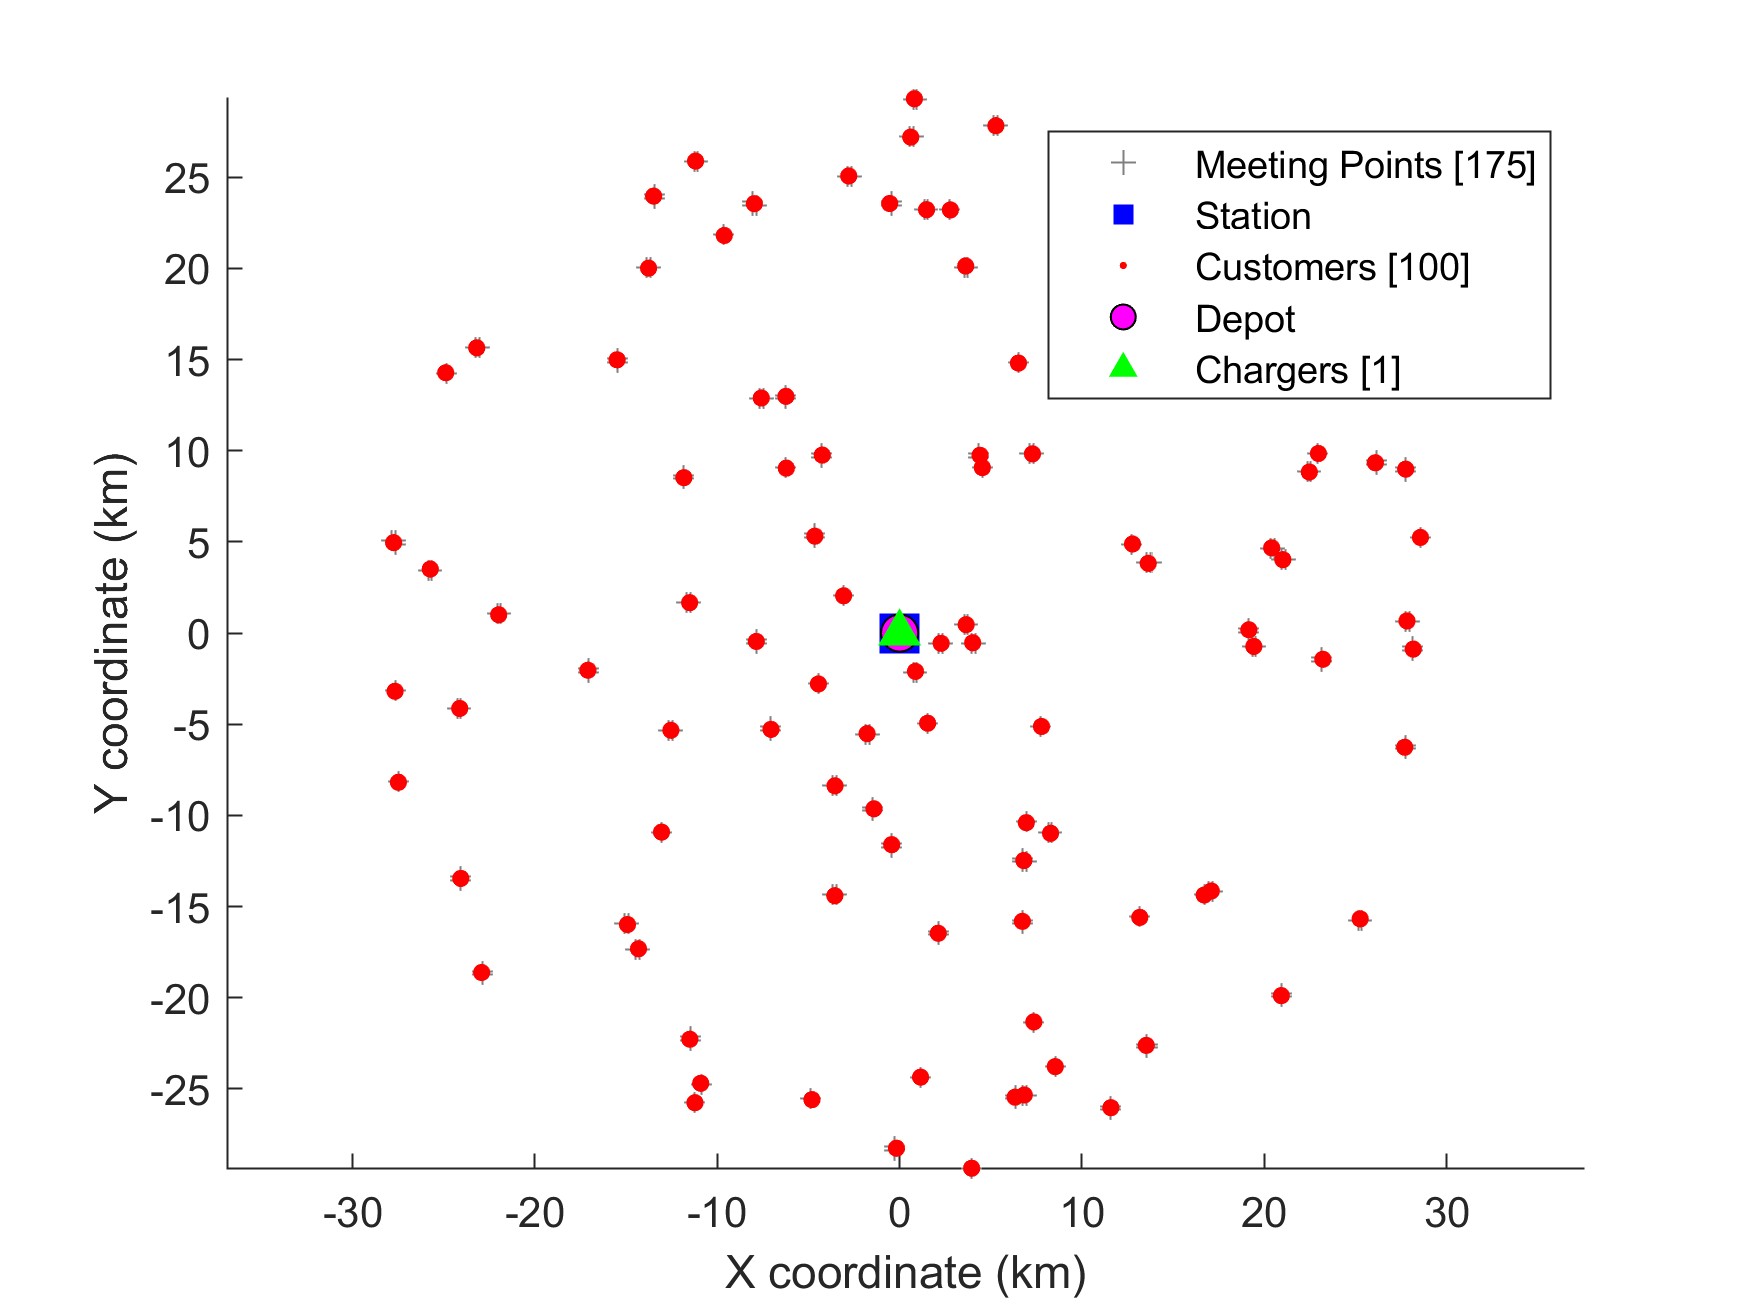 25
20
15
10
5
0
-5
-10
-15
-20
-25
Y coordinate (km)
Meeting Points [175]
Station
Customers [100]
Depot
Chargers [1]
-30 -20 -10 0 10 20 30
X coordinate (km)